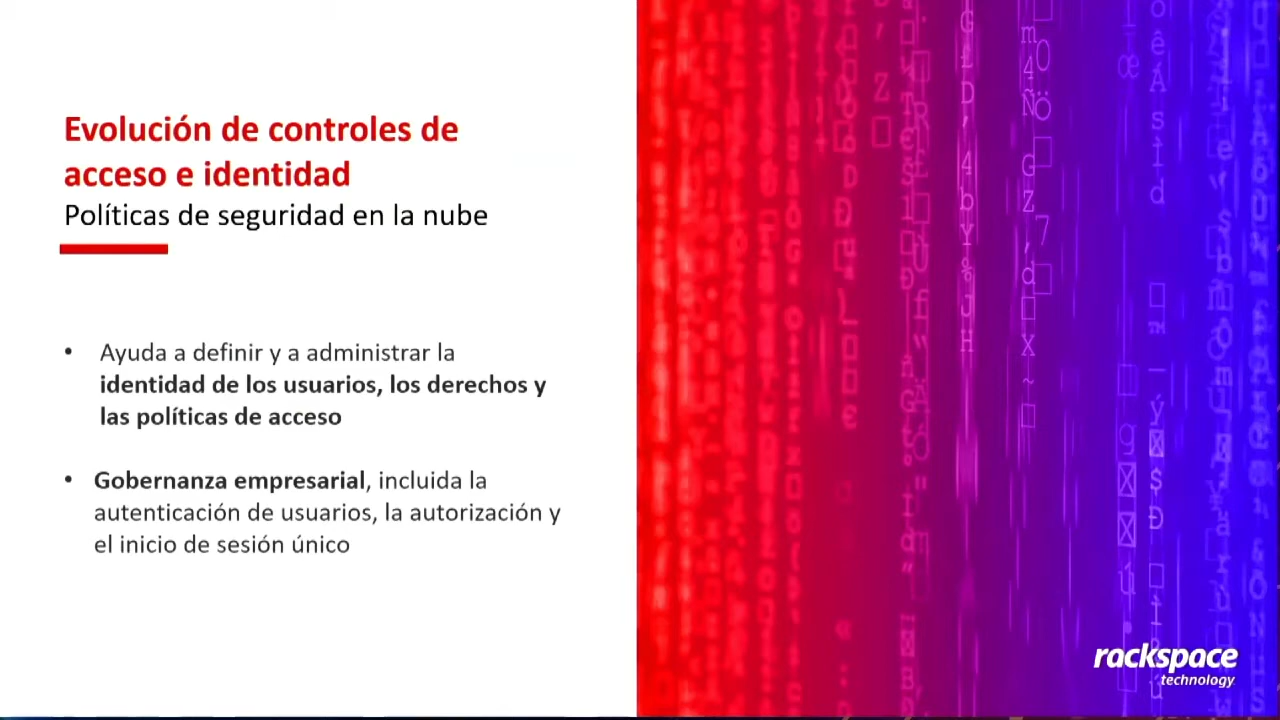 Evolución de controles de
acceso e identidad
Políticas de seguridad en la nube
• Ayuda a definir y a administrar la
identidad de los usuarios, los derechos y
las políticas de acceso
• Gobernanza empresarial, incluida la
autenticación de usuarios, la autorización y
el inicio de sesión único
rackspace
technology